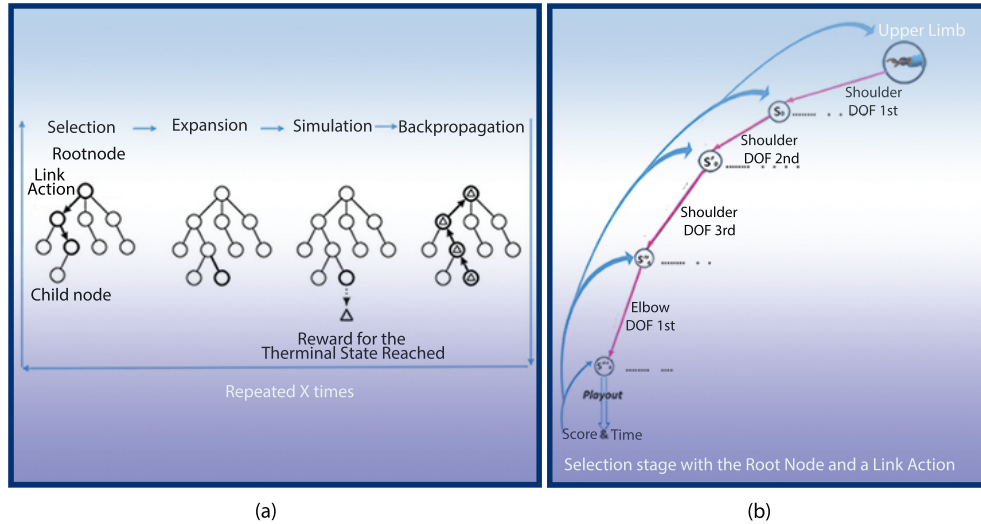 Selection
Expansion
Simulation
Backpropagation
Rootnode
Link
Action
Child node
Reward for the
Therminal State Reached
Repeated X times
(a)
Upper Limb
Shoulder
DOF 1st
Shoulder
DOF 2nd
Shoulder
DOF 3rd
Elbow
DOF 1st
Playout
Score & Time
Selection stage with the Root Node and a Link Action
(b)